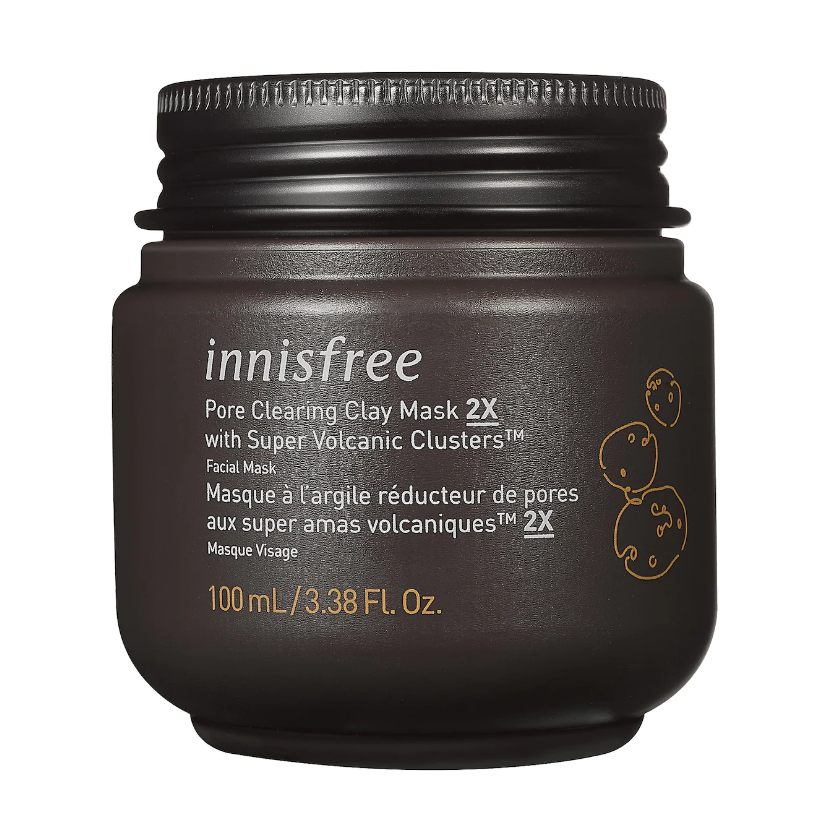 innisfree
Pore Clearing Clay Mask 2X
with Super Volcanic Clusters™
Facial Mask
Masque à l'argile réducteur de pores
aux super amas volcaniques™ 2X
Masque Visage
100 mL/3.38 Fl. Oz.